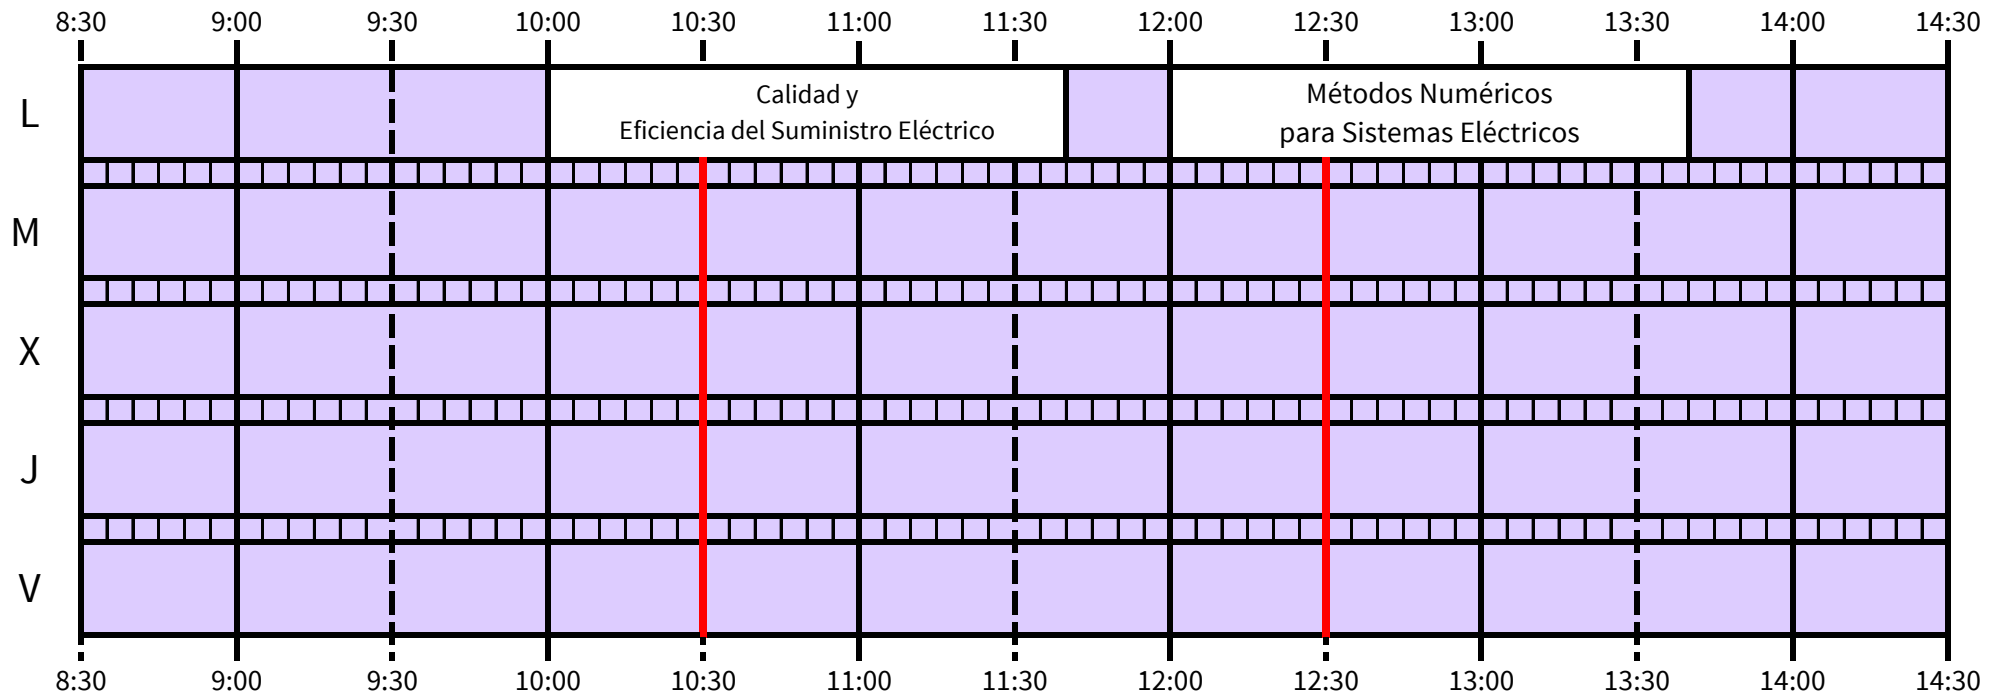 8:30 9:00 9:30 10:00 10:30 11:00 11:30 12:00 12:30 13:00 13:30 14:00 14:30
L
Calidad y
Eficiencia del Suministro Eléctrico
Métodos Numéricos
para Sistemas Eléctricos
M
X
J
V
8:30 9:00 9:30 10:00 10:30 11:00 11:30 12:00 12:30 13:00 13:30 14:00 14:30